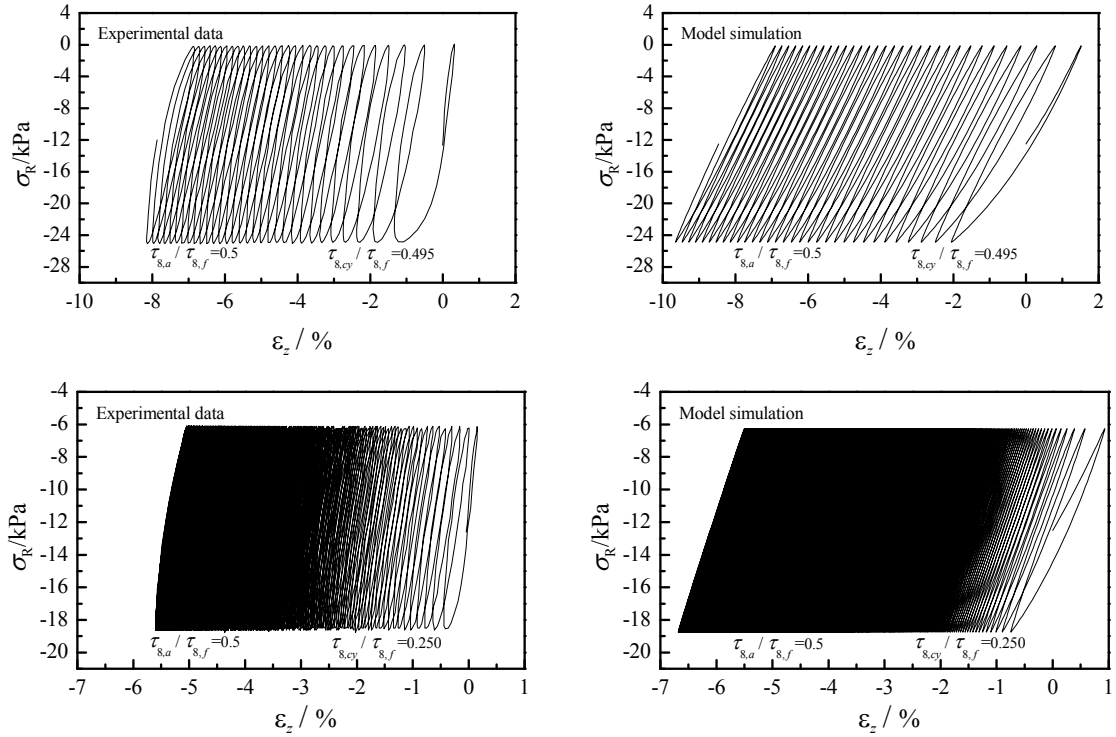 Experimental data
σR/kPa
4
0
-4
-8
-12
-16
-20
-24
-28
τ8,a / τ8,f =0.5
τ8,cy / τ8,f =0.495
-10 -8 -6 -4 -2 0 2
εz / %
Model simulation
σR/kPa
4
0
-4
-8
-12
-16
-20
-24
-28
τ8,a / τ8,f =0.5
τ8,cy / τ8,f =0.495
-10 -8 -6 -4 -2 0 2
εz / %
Experimental data
σR/kPa
-4
-6
-8
-10
-12
-14
-16
-18
-20
τ8,a / τ8,f =0.5
τ8,cy / τ8,f =0.250
-7 -6 -5 -4 -3 -2 -1 0 1
εz / %
Model simulation
σR/kPa
-4
-6
-8
-10
-12
-14
-16
-18
-20
τ8,a / τ8,f =0.5
τ8,cy / τ8,f =0.250
-7 -6 -5 -4 -3 -2 -1 0 1
εz / %